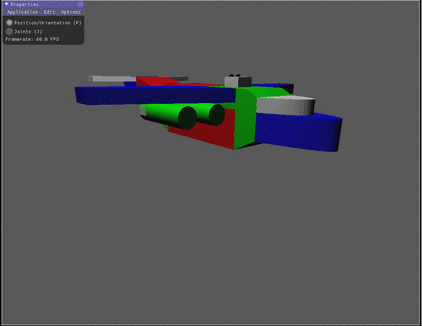 Properties
Application Edit Options
Position/Orientation (P)
Joints (J)
Framerate: 60.0 FPS